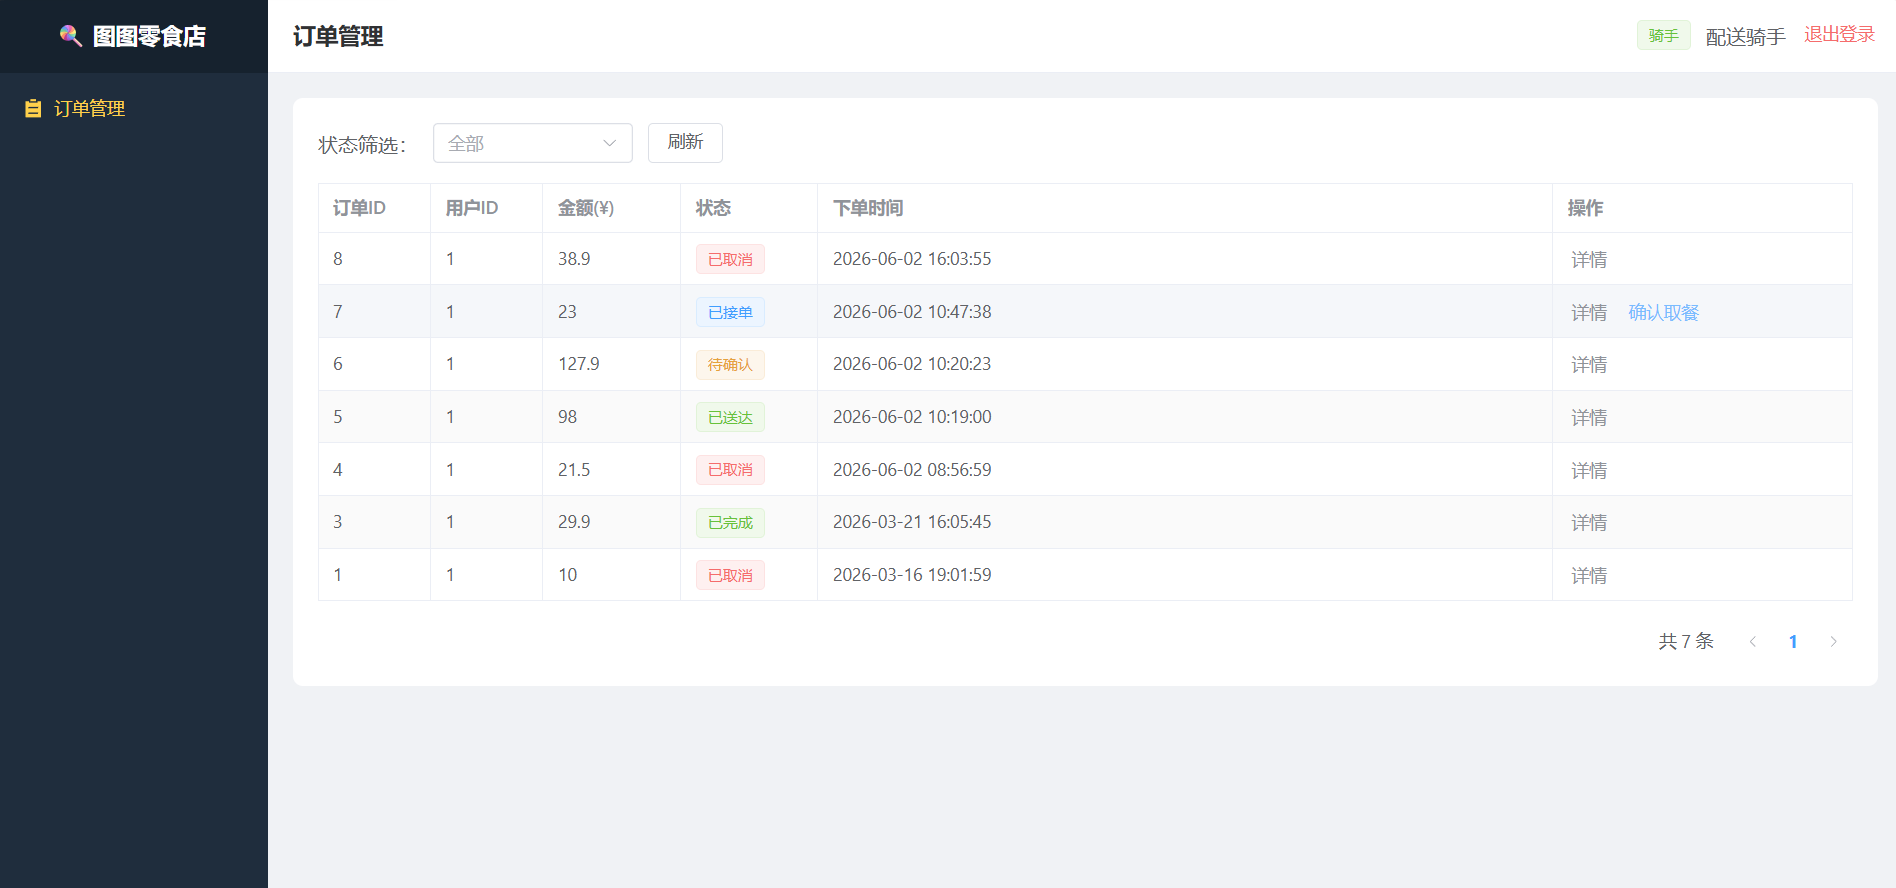 图图零食店
订单管理
骑手 配送骑手 退出登录
订单管理
状态筛选： 全部 刷新
订单ID 用户ID 金额(¥) 状态 下单时间 操作
8 1 38.9 已取消 2026-06-02 16:03:55 详情
7 1 23 已接单 2026-06-02 10:47:38 详情 确认取餐
6 1 127.9 待确认 2026-06-02 10:20:23 详情
5 1 98 已送达 2026-06-02 10:19:00 详情
4 1 21.5 已取消 2026-06-02 08:56:59 详情
3 1 29.9 已完成 2026-03-21 16:05:45 详情
1 1 10 已取消 2026-03-16 19:01:59 详情
共 7 条 1